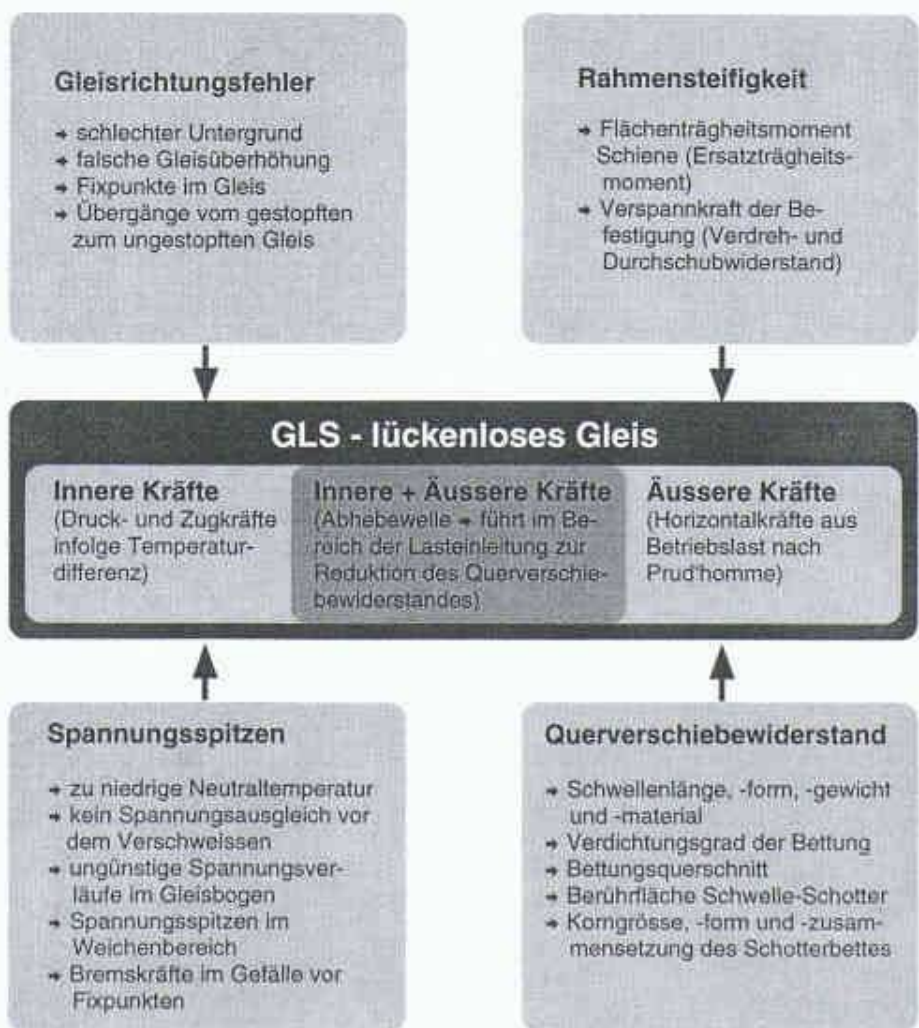 Gleisrichtungsfehler
→ schlechter Untergrund
→ falsche Gleisüberhöhung
→ Fixpunkte im Gleis
→ Übergänge vom gestopften
zum ungestopften Gleis
Rahmensteifigkeit
→ Flächenträgheitsmoment
Schiene (Ersatzträgheits-
moment)
→ Verspannkraft der Be-
festigung (Verdreh- und
Durchschubwiderstand)
GLS - lückenloses Gleis
Innere Kräfte
(Druck- und Zugkräfte
infolge Temperatur-
differenz)
Innere + Äussere Kräfte
(Abhebewelle → führt im Be-
reich der Lasteinleitung zur
Reduktion des Querverschie-
bewiderstandes)
Äussere Kräfte
(Horizontalkräfte aus
Betriebslast nach
Prud'homme)
Spannungsspitzen
→ zu niedrige Neutraltemperatur
→ kein Spannungsausgleich vor
dem Verschweissen
→ ungünstige Spannungsver-
läufe im Gleisbogen
→ Spannungsspitzen im
Weichenbereich
→ Bremskräfte im Gefälle vor
Fixpunkten
Querverschiebewiderstand
→ Schwellenlänge, -form, -gewicht
und -material
→ Verdichtungsgrad der Bettung
→ Bettungsquerschnitt
→ Berührfläche Schwelle-Schotter
→ Korngrösse, -form und -zusam-
mensetzung des Schotterbettes